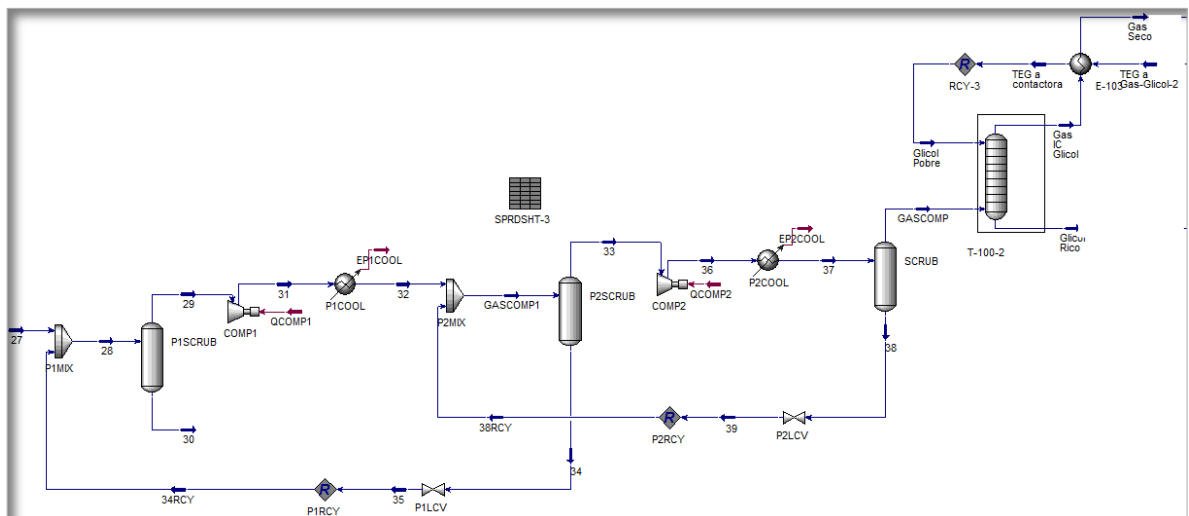 Gas
Seco
R
RCY-3
TEG a
contactora
E-103
TEG a
Gas-Glicol-2
Glicol
Pobre
Gas
IC
Glicol
SPRDSHT-3
GASCOMP
T-100-2
Glicol
Rico
EP1COOL
EP2COOL
33
29
31
P1COOL
32
P2MIX
GASCOMP1
P2SCRUB
COMP2
36
QCOMP2
P2COOL
37
SCRUB
27
P1MIX
28
P1SCRUB
COMP1
QCOMP1
38
30
R
38RCY
P2RCY
39
P2LCV
34
R
34RCY
P1RCY
35
P1LCV